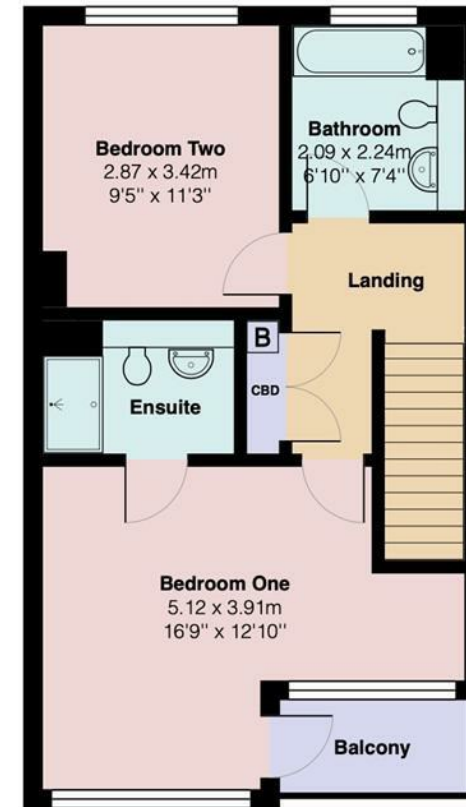 Bedroom Two
2.87 x 3.42m
9'5" x 11'3"
Bathroom
2.09 x 2.24m
6'10" x 7'4"
Landing
B
CBD
Ensuite
Bedroom One
5.12 x 3.91m
16'9" x 12'10"
Balcony